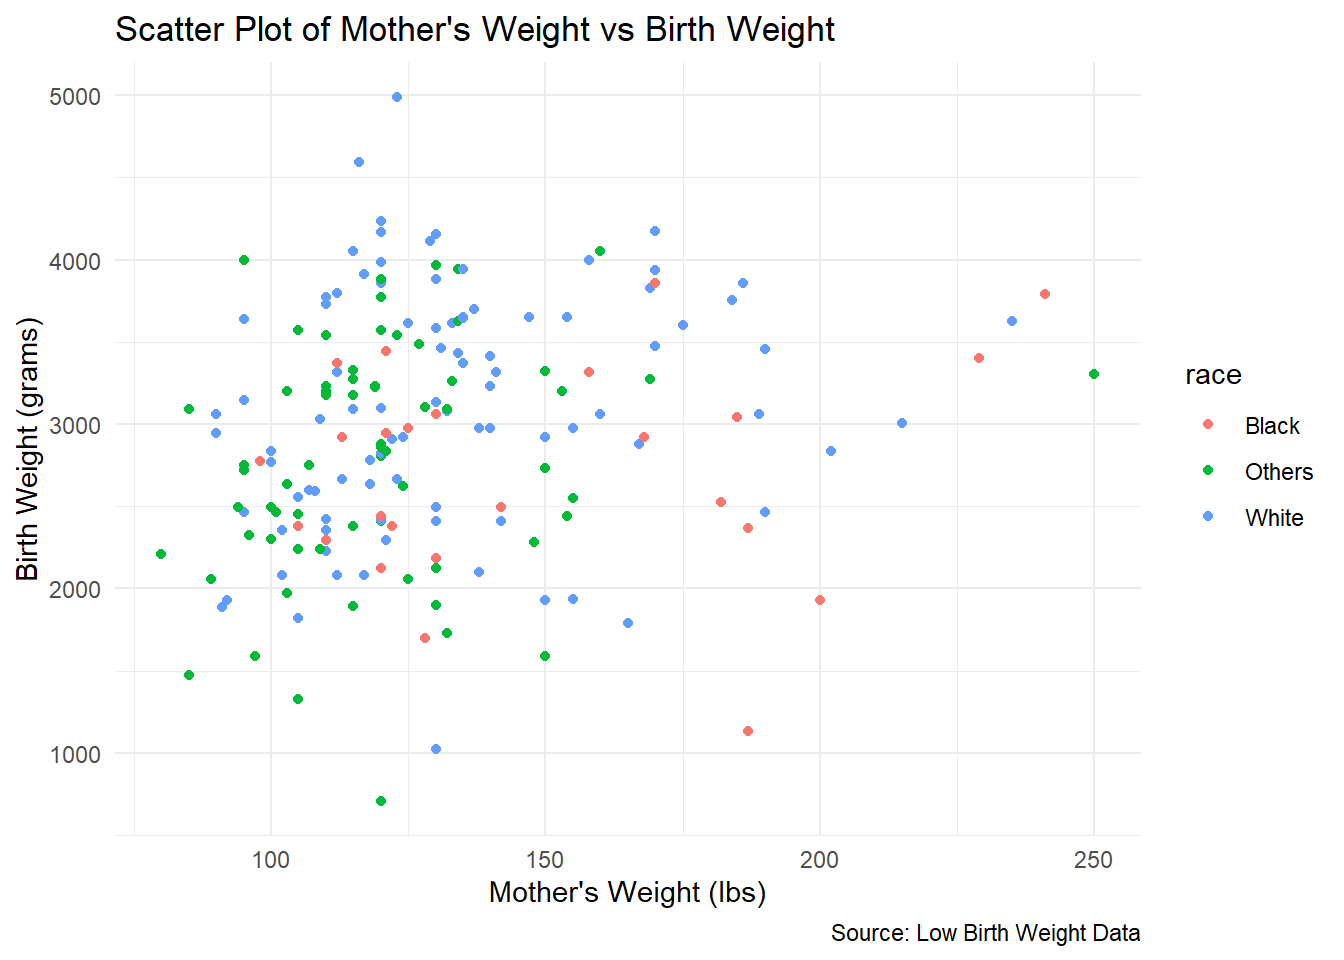 Scatter Plot of Mother's Weight vs Birth Weight
5000
4000
3000
2000
1000
Birth Weight (grams)
100
150
200
250
Mother's Weight (lbs)
race
Black
Others
White
Source: Low Birth Weight Data